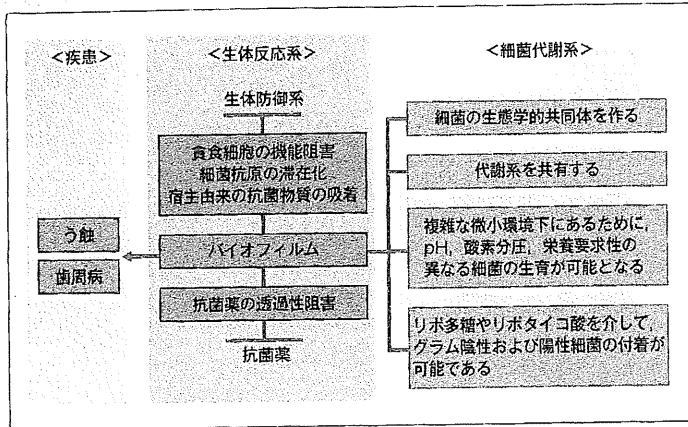 <疾患>
<生体反応系>
<細菌代謝系>
生体防御系
貪食細胞の機能阻害
細菌抗原の滞在化
宿主由来の抗菌物質の吸着
バイオフィルム
抗菌薬の透過性阻害
抗菌薬
う蝕
歯周病
細菌の生態学的共同体を作る
代謝系を共有する
複雑な微小環境下にあるために,
pH,酸素分圧,栄養要求性の
異なる細菌の生育が可能となる
リポ多糖やリポタイコ酸を介して,
グラム陰性および陽性細菌の付着が
可能である